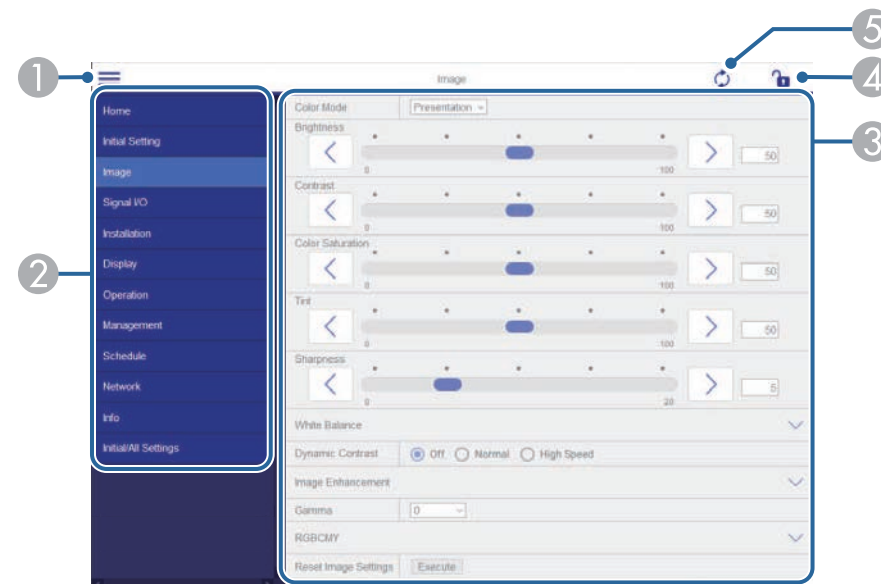 5
1
Image
4
Home
Color Mode
Presentation
3
Brightness
Initial Setting
0
100
50
Image
Contrast
Signal I/O
0
100
50
Installation
Color Saturation
2
Display
0
100
50
Operation
Tint
Management
0
100
50
Schedule
Sharpness
Network
0
20
5
Info
White Balance
Initial/All Settings
Dynamic Contrast
Off
Normal
High Speed
Image Enhancement
Gamma
0
RGBCMY
Reset Image Settings
Execute